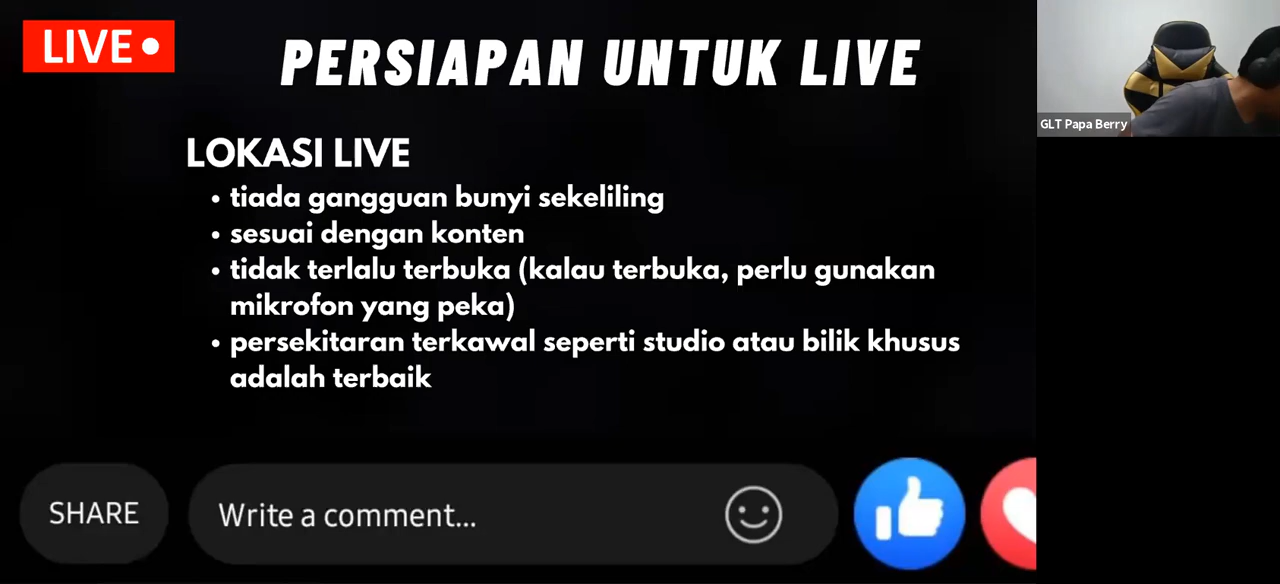 LIVE
PERSIAPAN UNTUK LIVE
LOKASI LIVE
• tiada gangguan bunyi sekeliling
• sesuai dengan konten
• tidak terlalu terbuka (kalau terbuka, perlu gunakan
mikrofon yang peka)
• persekitaran terkawal seperti studio atau bilik khusus
adalah terbaik
SHARE
Write a comment...
GLT Papa Berry